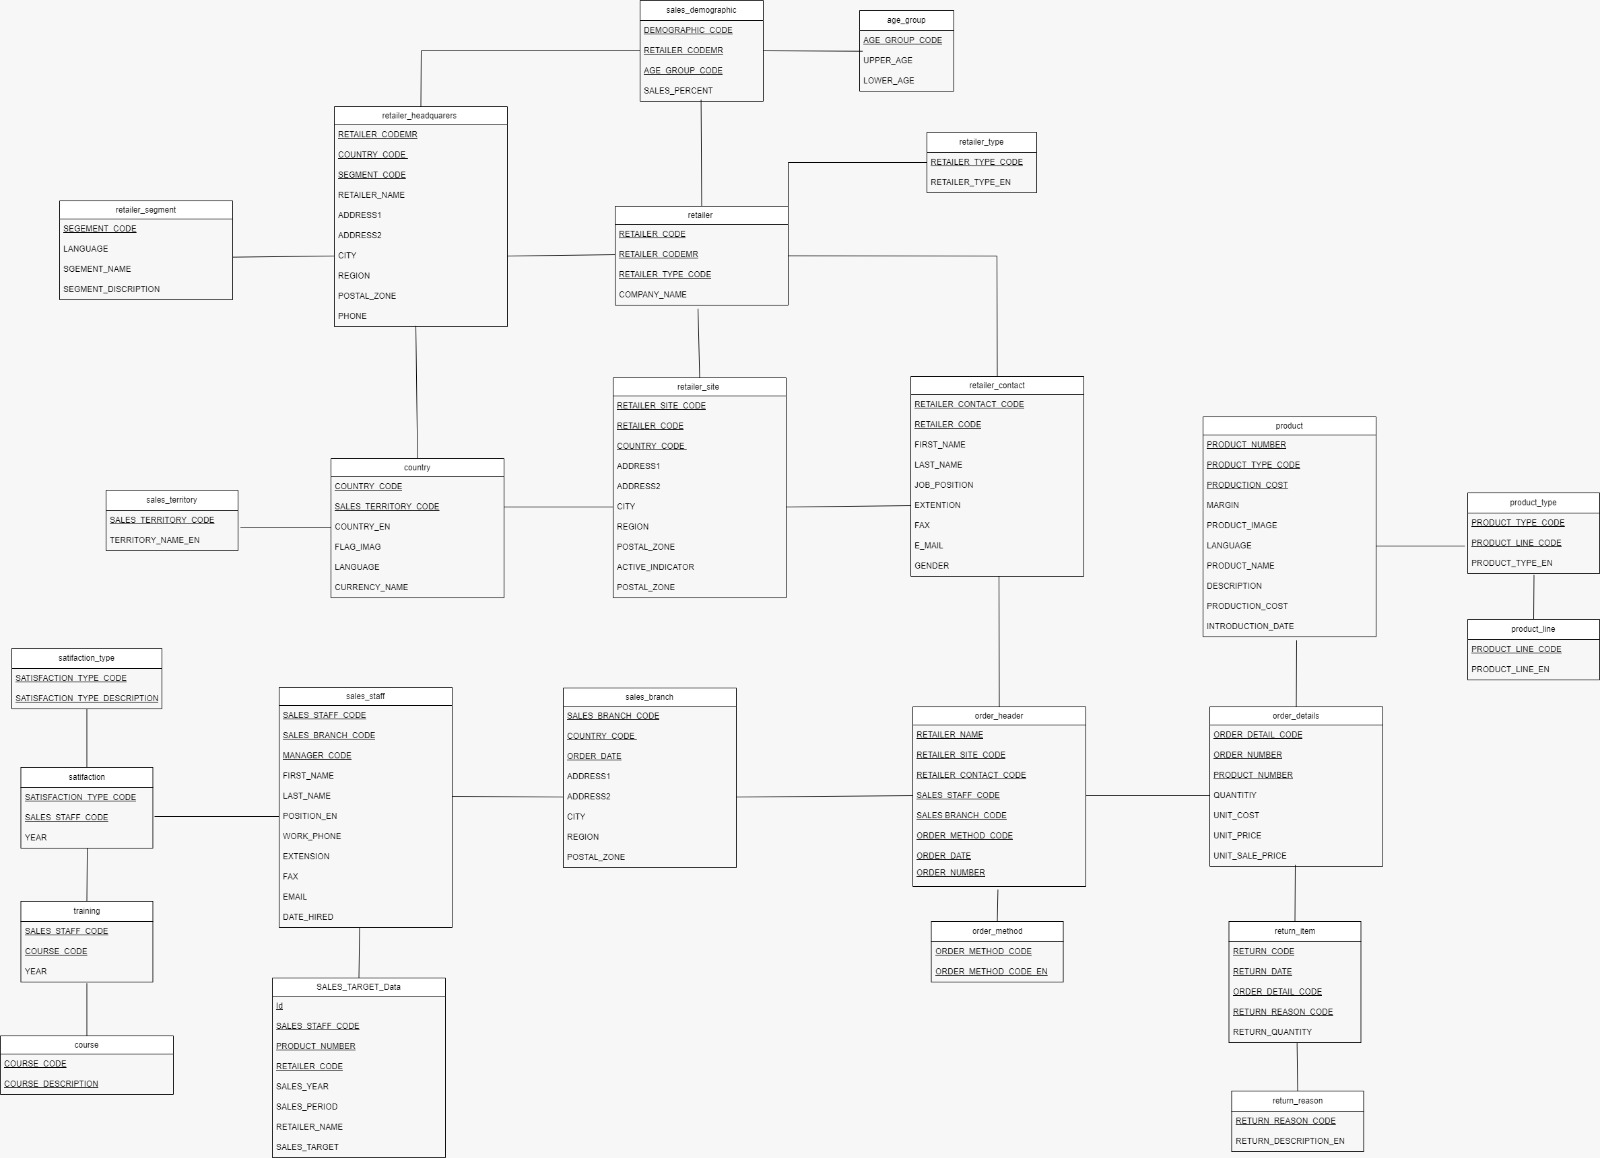 sales_demographic
DEMOGRAPHIC_CODE
RETAILER_CODEMR
AGE_GROUP_CODE
SALES_PERCENT
age_group
AGE_GROUP_CODE
UPPER_AGE
LOWER_AGE
retailer_headquarers
RETAILER_CODEMR
COUNTRY_CODE
SEGMENT_CODE
RETAILER_NAME
ADDRESS1
ADDRESS2
CITY
REGION
POSTAL_ZONE
PHONE
retailer_type
RETAILER_TYPE_CODE
RETAILER_TYPE_EN
retailer_segment
SEGEMENT_CODE
LANGUAGE
SGEMENT_NAME
SEGMENT_DISCRIPTION
retailer
RETAILER_CODE
RETAILER_CODEMR
RETAILER_TYPE_CODE
COMPANY_NAME
retailer_site
RETAILER_SITE_CODE
RETAILER_CODE
COUNTRY_CODE
ADDRESS1
ADDRESS2
CITY
REGION
POSTAL_ZONE
ACTIVE_INDICATOR
POSTAL_ZONE
retailer_contact
RETAILER_CONTACT_CODE
RETAILER_CODE
FIRST_NAME
LAST_NAME
JOB_POSITION
EXTENTION
FAX
E_MAIL
GENDER
product
PRODUCT_NUMBER
PRODUCT_TYPE_CODE
PRODUCTION_COST
MARGIN
PRODUCT_IMAGE
LANGUAGE
PRODUCT_NAME
DESCRIPTION
PRODUCTION_COST
INTRODUCTION_DATE
country
COUNTRY_CODE
SALES_TERRITORY_CODE
COUNTRY_EN
FLAG_IMAG
LANGUAGE
CURRENCY_NAME
sales_territory
SALES_TERRITORY_CODE
TERRITORY_NAME_EN
product_type
PRODUCT_TYPE_CODE
PRODUCT_LINE_CODE
PRODUCT_TYPE_EN
product_line
PRODUCT_LINE_CODE
PRODUCT_LINE_EN
satifaction_type
SATISFACTION_TYPE_CODE
SATISFACTION_TYPE_DESCRIPTION
sales_staff
SALES_STAFF_CODE
SALES_BRANCH_CODE
MANAGER_CODE
FIRST_NAME
LAST_NAME
POSITION_EN
WORK_PHONE
EXTENSION
FAX
EMAIL
DATE_HIRED
sales_branch
SALES_BRANCH_CODE
COUNTRY_CODE
ORDER_DATE
ADDRESS1
ADDRESS2
CITY
REGION
POSTAL_ZONE
order_header
RETAILER_NAME
RETAILER_SITE_CODE
RETAILER_CONTACT_CODE
SALES_STAFF_CODE
SALES BRANCH_CODE
ORDER_METHOD_CODE
ORDER_DATE
ORDER_NUMBER
order_details
ORDER_DETAIL_CODE
ORDER_NUMBER
PRODUCT_NUMBER
QUANTITIY
UNIT_COST
UNIT_PRICE
UNIT_SALE_PRICE
satifaction
SATISFACTION_TYPE_CODE
SALES_STAFF_CODE
YEAR
training
SALES_STAFF_CODE
COURSE_CODE
YEAR
order_method
ORDER_METHOD_CODE
ORDER_METHOD_CODE_EN
return_item
RETURN_CODE
RETURN_DATE
ORDER_DETAIL_CODE
RETURN_REASON_CODE
RETURN_QUANTITY
SALES_TARGET_Data
Id
SALES_STAFF_CODE
PRODUCT_NUMBER
RETAILER_CODE
SALES_YEAR
SALES_PERIOD
RETAILER_NAME
SALES_TARGET
course
COURSE_CODE
COURSE_DESCRIPTION
return_reason
RETURN_REASON_CODE
RETURN_DESCRIPTION_EN